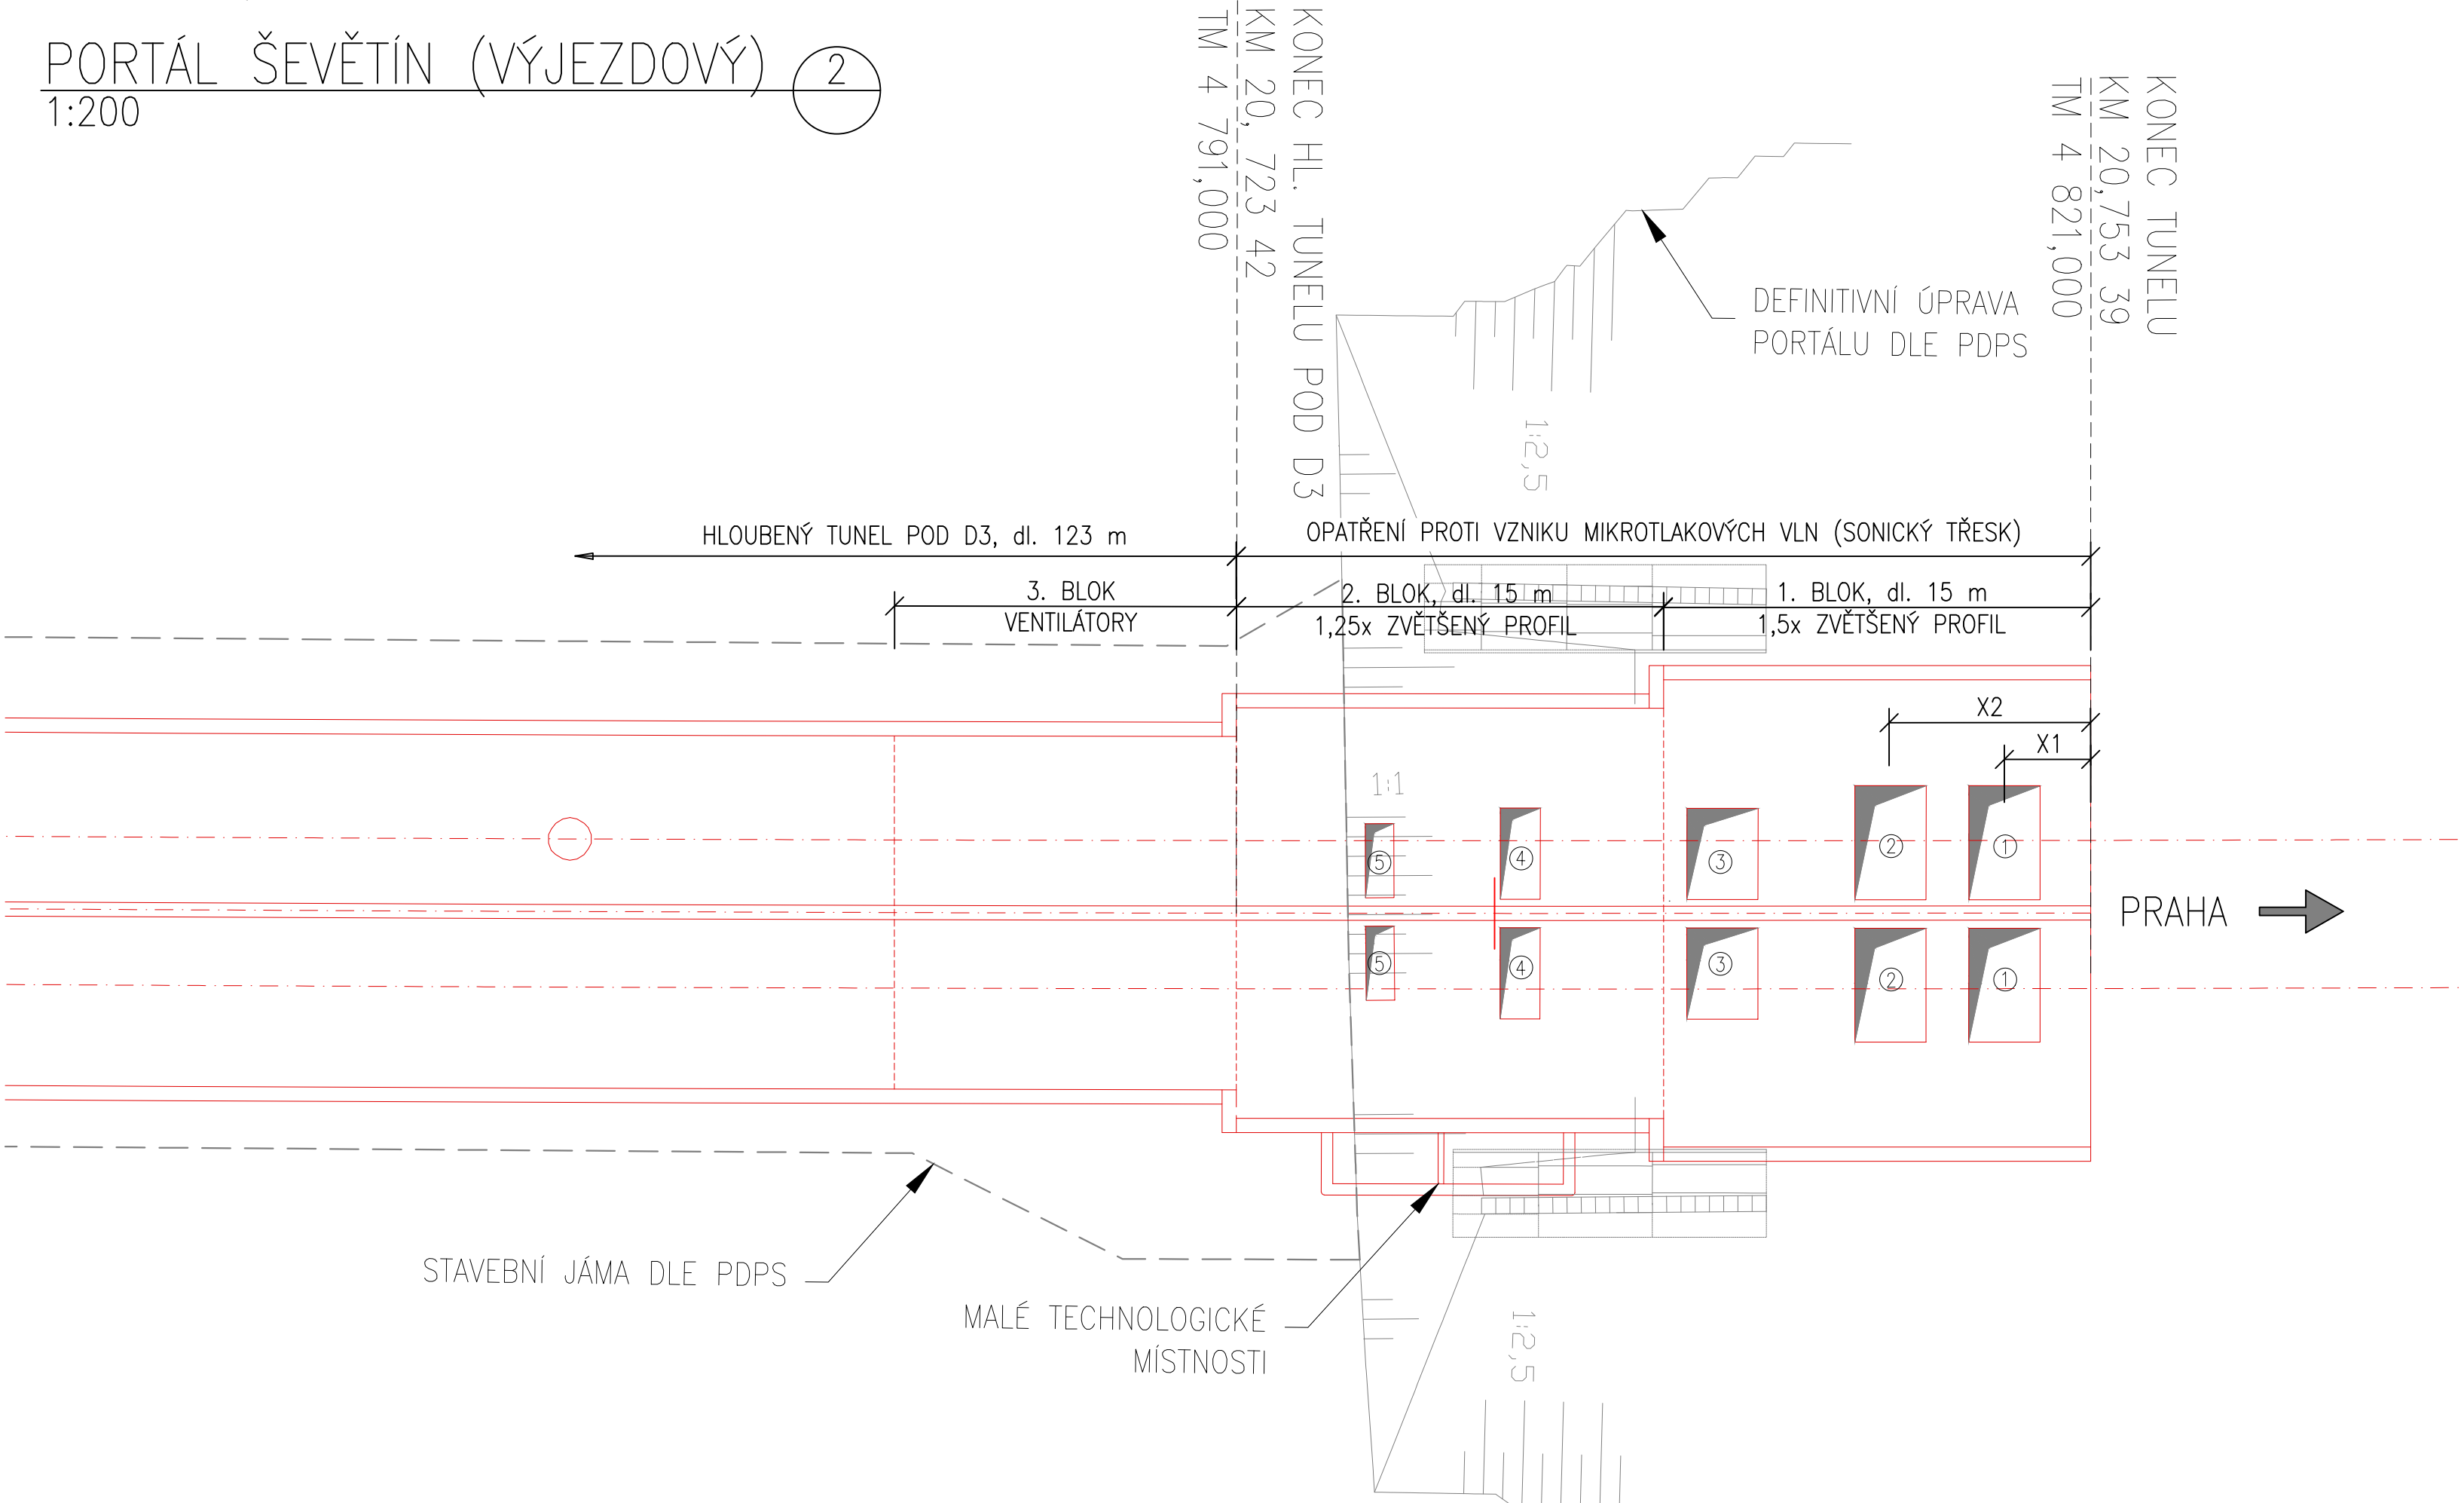 PORTÁL ŠEVĚTÍN (VÝJEZDOVÝ) 2
1:200
KONEC HL. TUNELU POD D3
KM 20, 723 42
TM 4 791,000
KONEC TUNELU
KM 20,753 39
TM 4 821,000
DEFINITIVNÍ ÚPRAVA
PORTÁLU DLE PDPS
1:2,5
HLOUBENÝ TUNEL POD D3, dl. 123 m
OPATŘENÍ PROTI VZNIKU MIKROTLAKOVÝCH VLN (SONICKÝ TŘESK)
3. BLOK
VENTILÁTORY
2. BLOK, dl. 15 m
1,25x ZVĚTŠENÝ PROFIL
1. BLOK, dl. 15 m
1,5x ZVĚTŠENÝ PROFIL
X2
X1
1:1
5 4 3 2 1
PRAHA
5 4 3 2 1
STAVEBNÍ JÁMA DLE PDPS
MALÉ TECHNOLOGICKÉ
MÍSTNOSTI
1:2,5